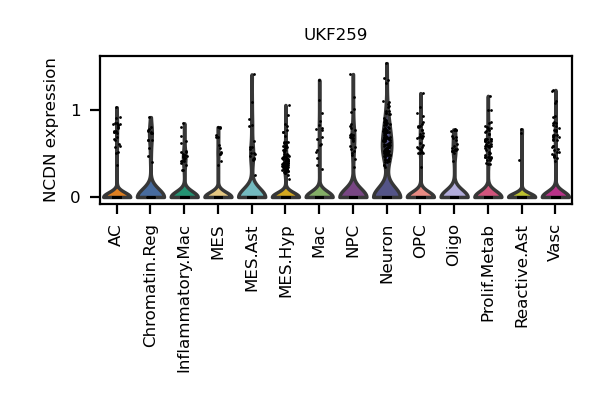 UKF259
NCDN expression
1
0
AC
Chromatin.Reg
Inflammatory.Mac
MES
MES.Ast
MES.Hyp
Mac
NPC
Neuron
OPC
Oligo
Prolif.Metab
Reactive.Ast
Vasc